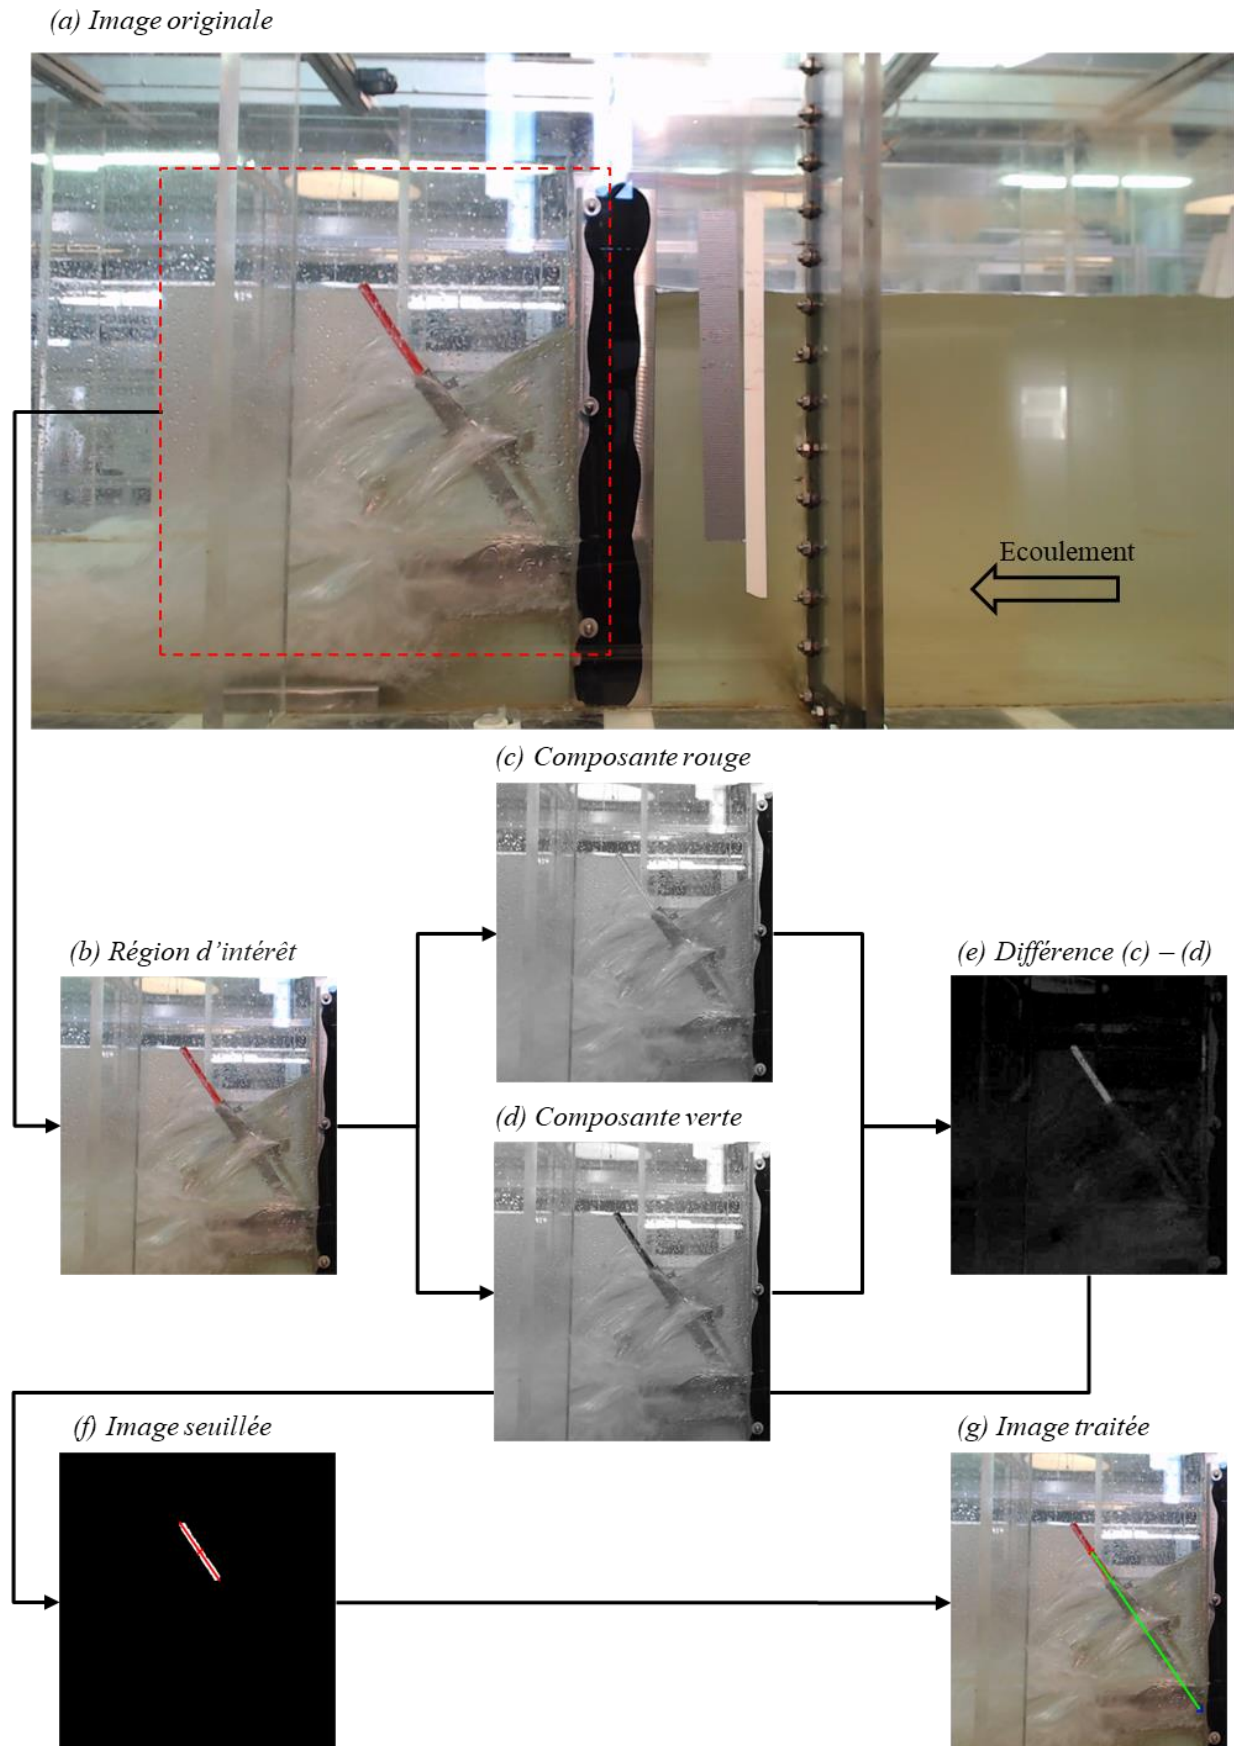 (a) Image originale
Ecoulement
(c) Composante rouge
(b) Région d'intérêt
(e) Différence (c) – (d)
(d) Composante verte
(f) Image seuillée
(g) Image traitée